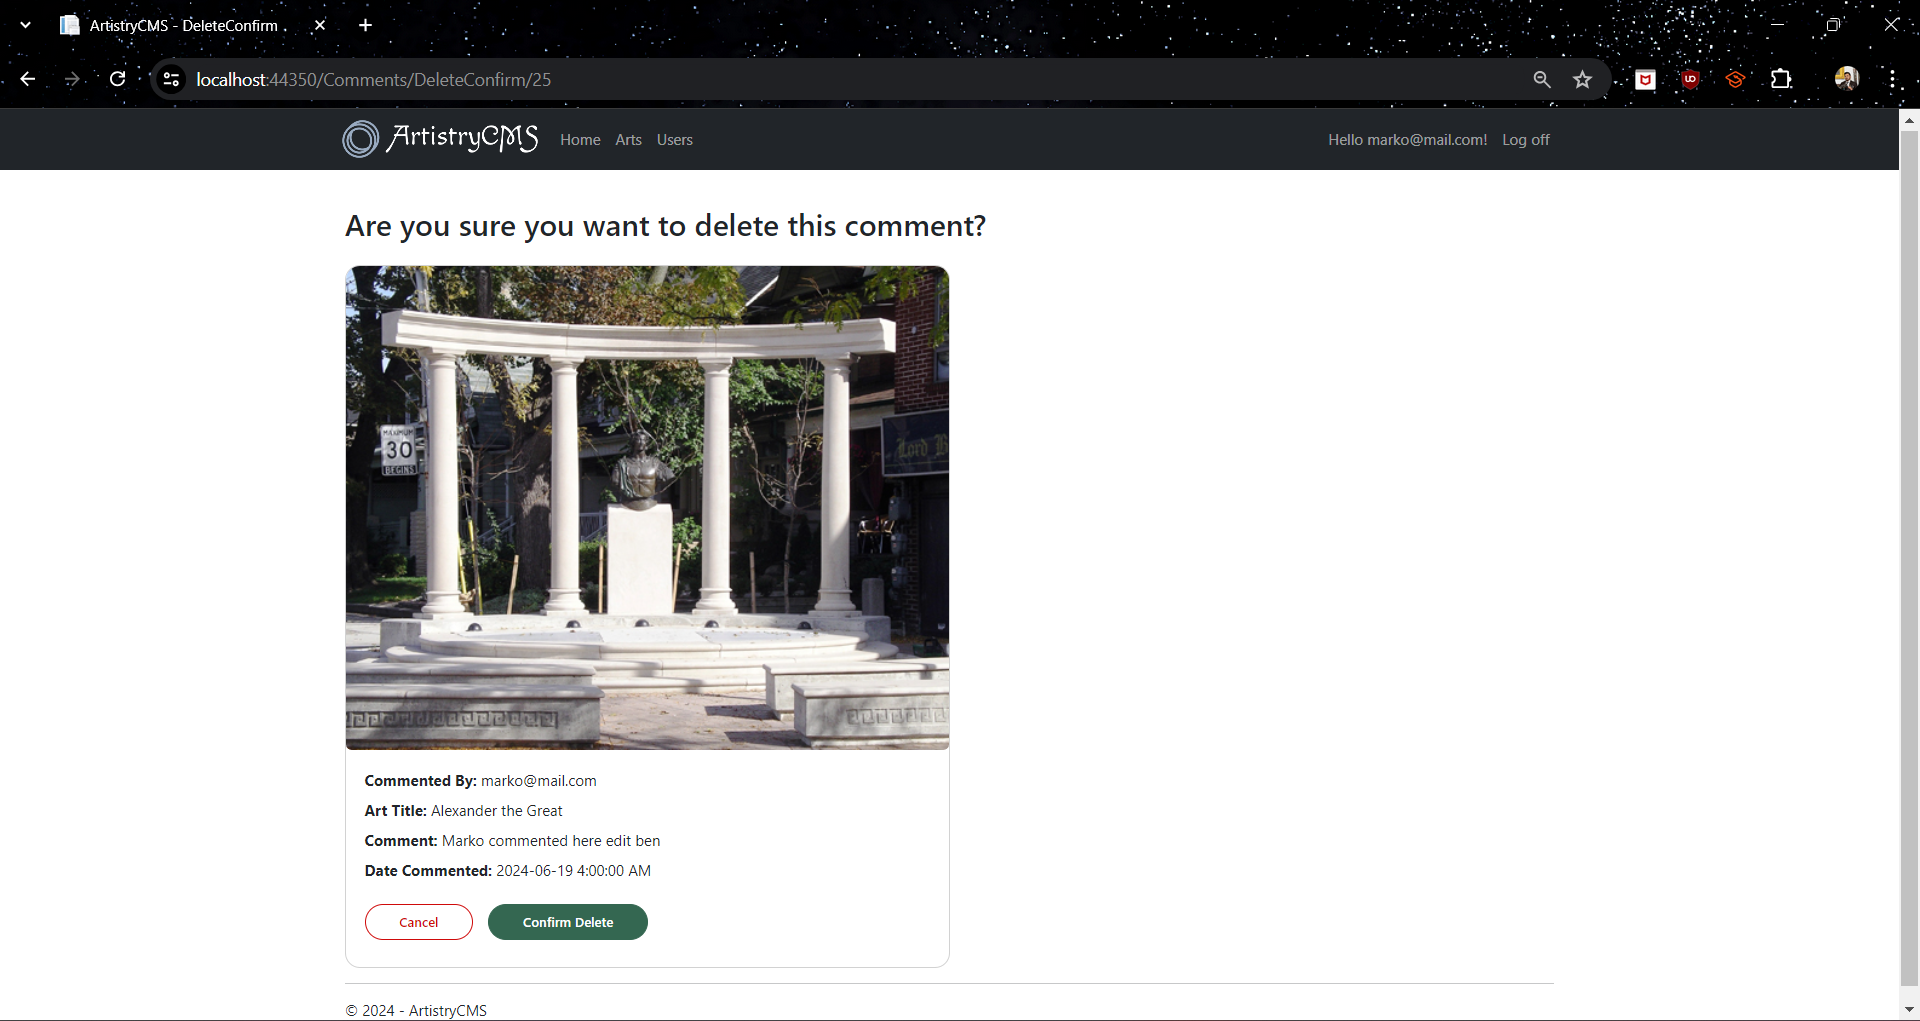 ArtistryCMS - DeleteConfirm
localhost:44350/Comments/DeleteConfirm/25
ArtistryCMS Home Arts Users Hello marko@mail.com! Log off
Are you sure you want to delete this comment?
MAXIMUM
30
BEGINS
Lord B
Commented By: marko@mail.com
Art Title: Alexander the Great
Comment: Marko commented here edit ben
Date Commented: 2024-06-19 4:00:00 AM
Cancel Confirm Delete
© 2024 - ArtistryCMS